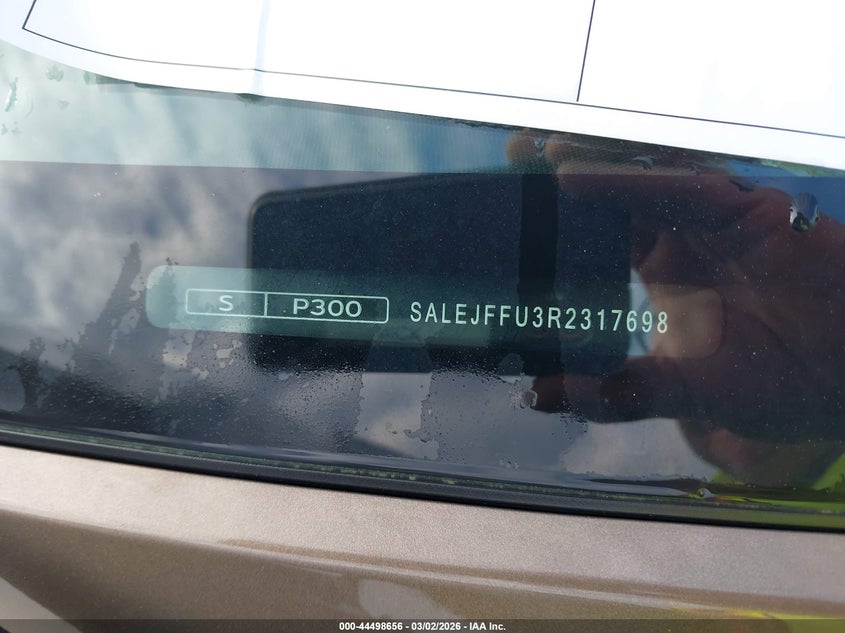 S P300 SALEJFFU3R2317698
000-44498656 - 03/02/2026 - IAA Inc.